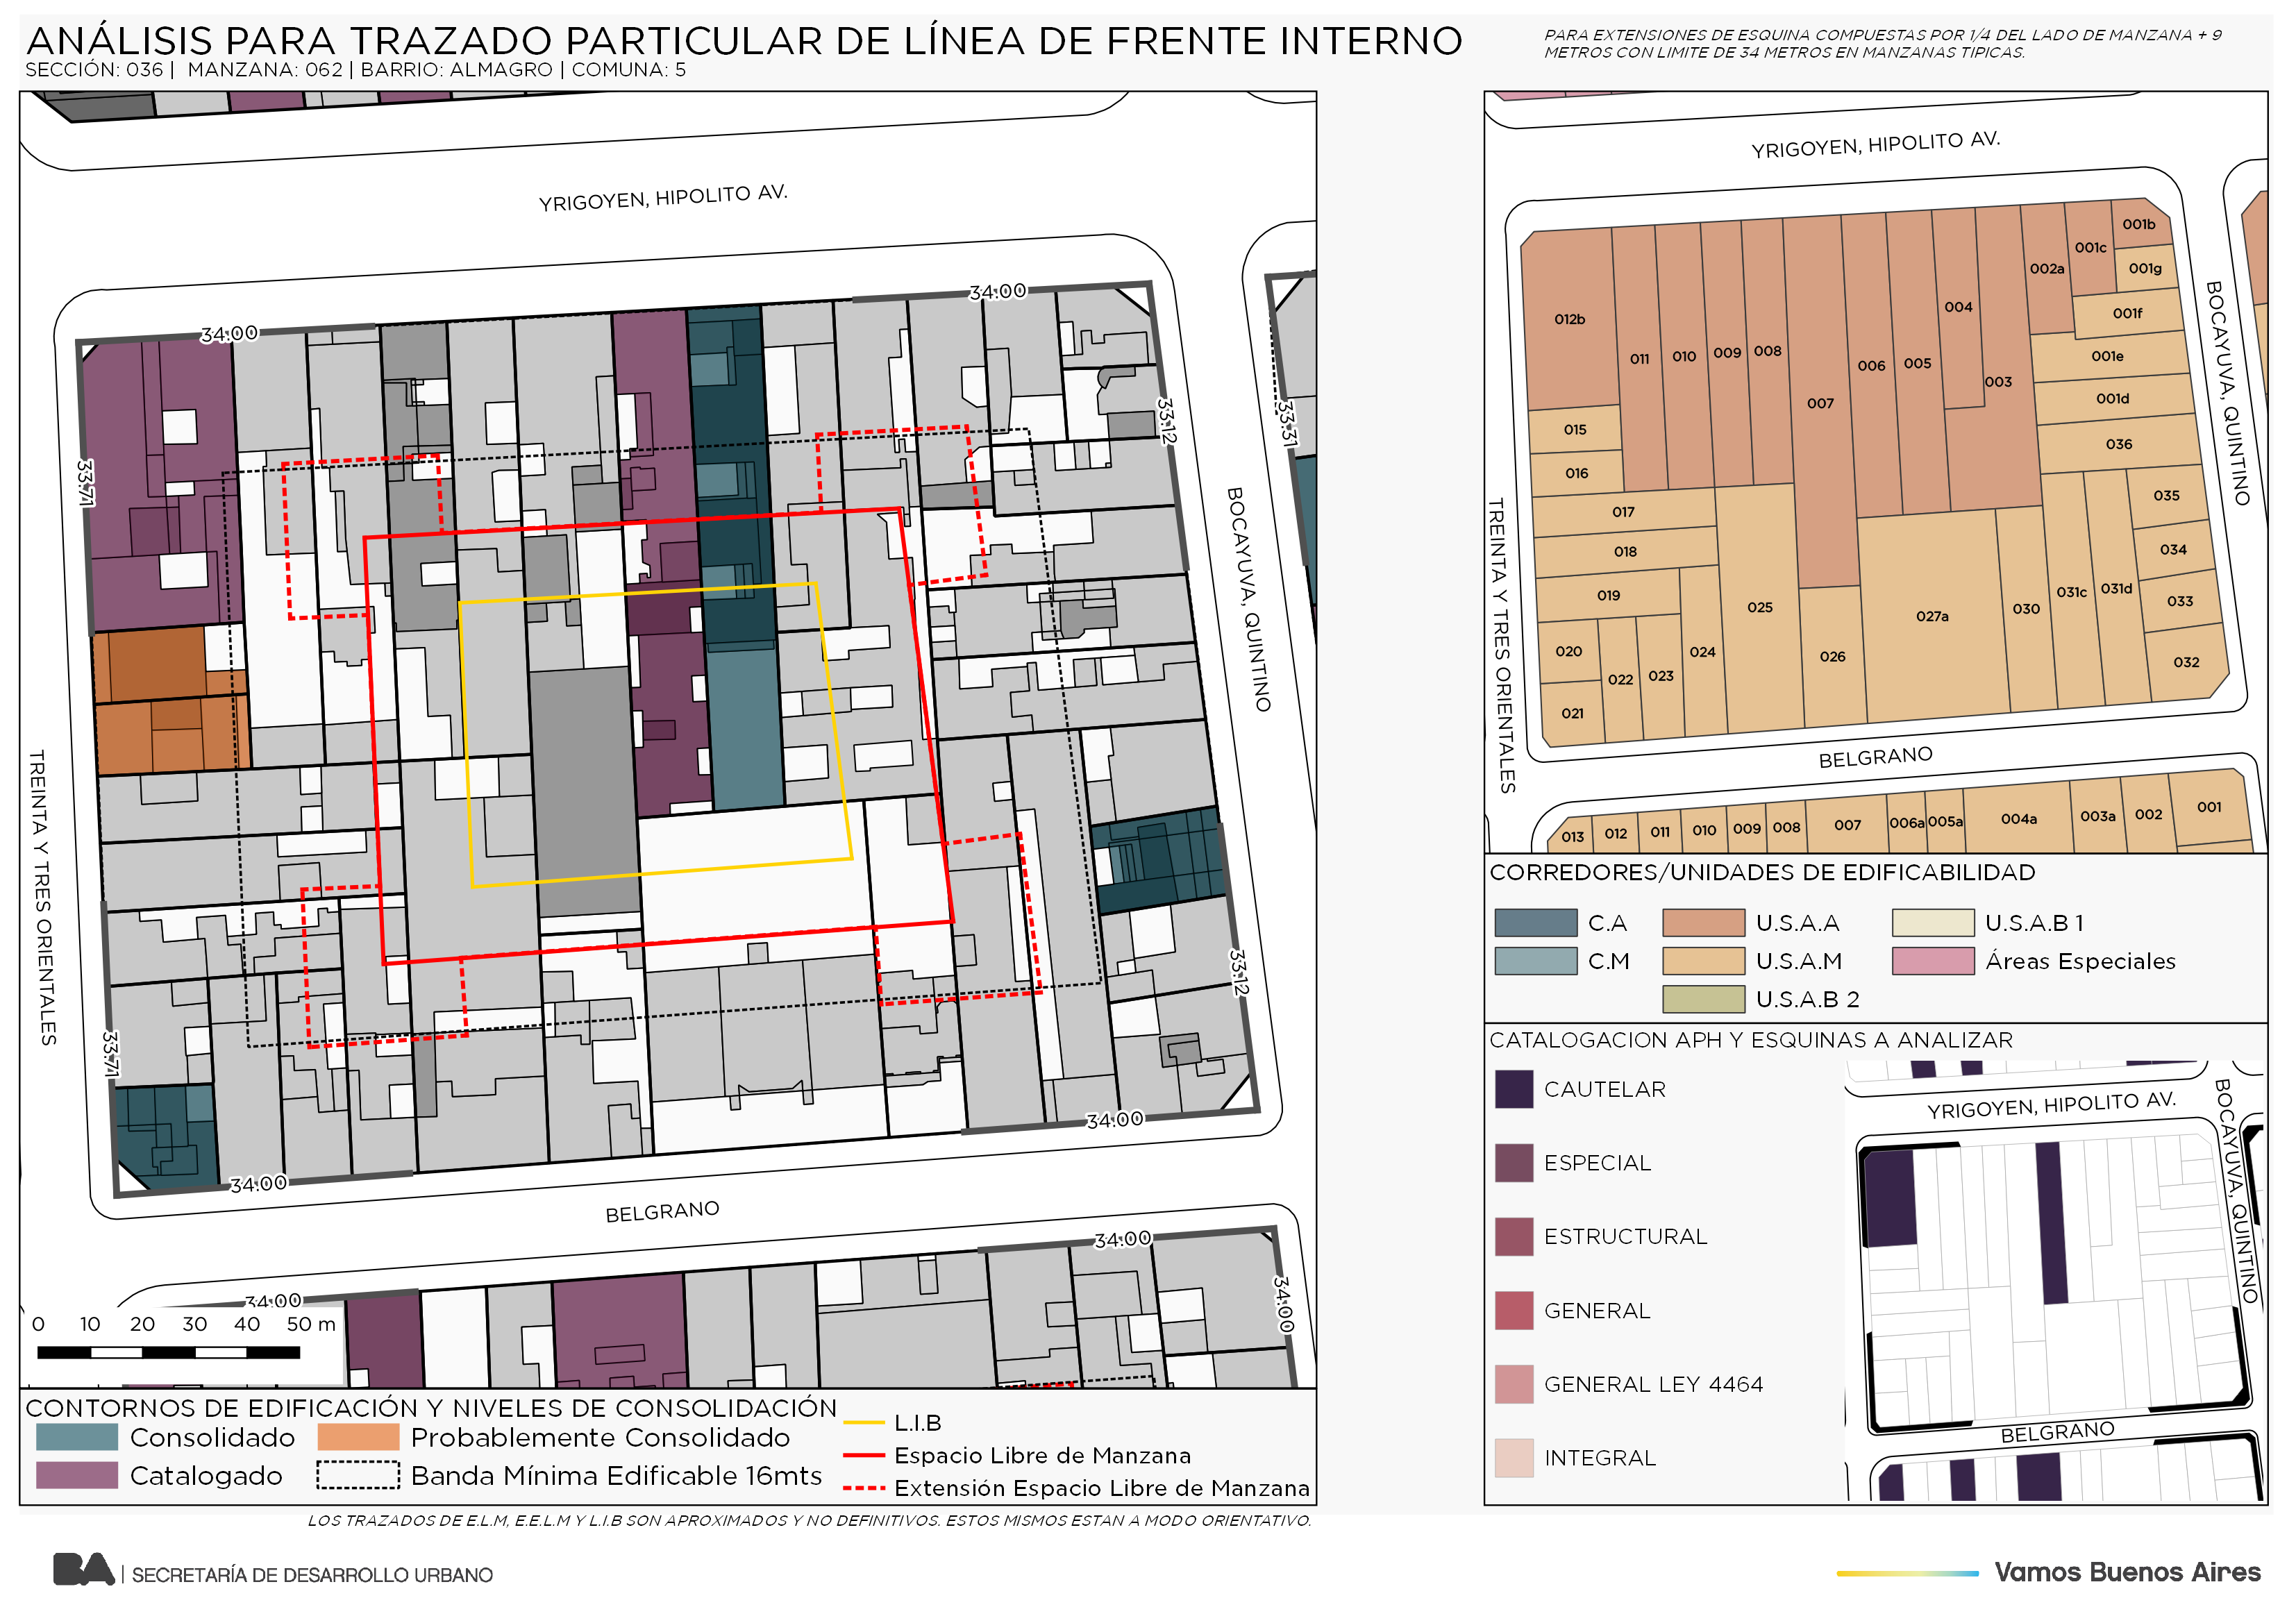 ANÁLISIS PARA TRAZADO PARTICULAR DE LÍNEA DE FRENTE INTERNO
SECCIÓN: 036 | MANZANA: 062 | BARRIO: ALMAGRO | COMUNA: 5
PARA EXTENSIONES DE ESQUINA COMPUESTAS POR 1/4 DEL LADO DE MANZANA + 9
METROS CON LIMITE DE 34 METROS EN MANZANAS TIPICAS.
YRIGOYEN, HIPOLITO AV.
34.00
34.00
33.71
33.12
33.31
BOCAYUVA, QUINTINO
TREINTA Y TRES ORIENTALES
33.71
33.12
34.00
34.00
BELGRANO
34.00
34.00
34.00
0 10 20 30 40 50 m
CONTORNOS DE EDIFICACIÓN Y NIVELES DE CONSOLIDACIÓN
Consolidado
Probablemente Consolidado
Catalogado
Banda Mínima Edificable 16mts
L.I.B
Espacio Libre de Manzana
Extensión Espacio Libre de Manzana
LOS TRAZADOS DE E.L.M, E.E.L.M Y L.I.B SON APROXIMADOS Y NO DEFINITIVOS. ESTOS MISMOS ESTAN A MODO ORIENTATIVO.
YRIGOYEN, HIPOLITO AV.
BOCAYUVA, QUINTINO
TREINTA Y TRES ORIENTALES
001b
001c
001g
002a
001f
004
012b
011
010
009
008
006
005
003
001e
001d
007
015
036
016
035
017
034
018
019
025
027a
030
031c
031d
033
020
022
023
024
026
032
021
BELGRANO
013
012
011
010
009
008
007
006a
005a
004a
003a
002
001
CORREDORES/UNIDADES DE EDIFICABILIDAD
C.A
U.S.A.A
U.S.A.B 1
C.M
U.S.A.M
Áreas Especiales
U.S.A.B 2
CATALOGACION APH Y ESQUINAS A ANALIZAR
CAUTELAR
ESPECIAL
ESTRUCTURAL
GENERAL
GENERAL LEY 4464
INTEGRAL
YRIGOYEN, HIPOLITO AV.
BOCAYUVA, QUINTINO
BELGRANO
BA | SECRETARÍA DE DESARROLLO URBANO
Vamos Buenos Aires